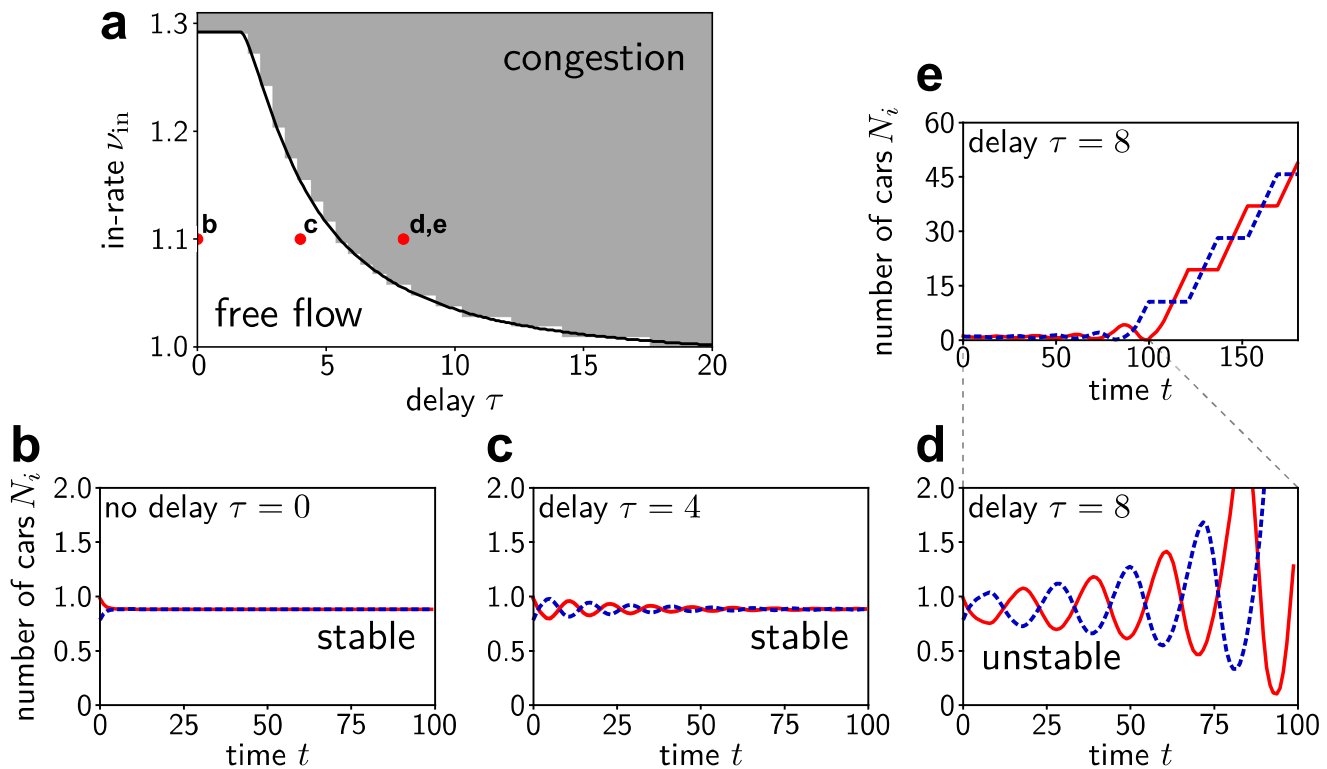 a
1.3
1.2
1.1
1.0
in-rate νin
congestion
b
c
d,e
free flow
0
5
10
15
20
delay τ
e
60
45
30
15
0
number of cars Ni
delay τ = 8
0
50
100
150
time t
b
2.0
1.5
1.0
0.5
0
number of cars Ni
no delay τ = 0
stable
0
25
50
75
100
time t
c
2.0
1.5
1.0
0.5
0
delay τ = 4
stable
0
25
50
75
100
time t
d
2.0
1.5
1.0
0.5
0
delay τ = 8
unstable
0
25
50
75
100
time t